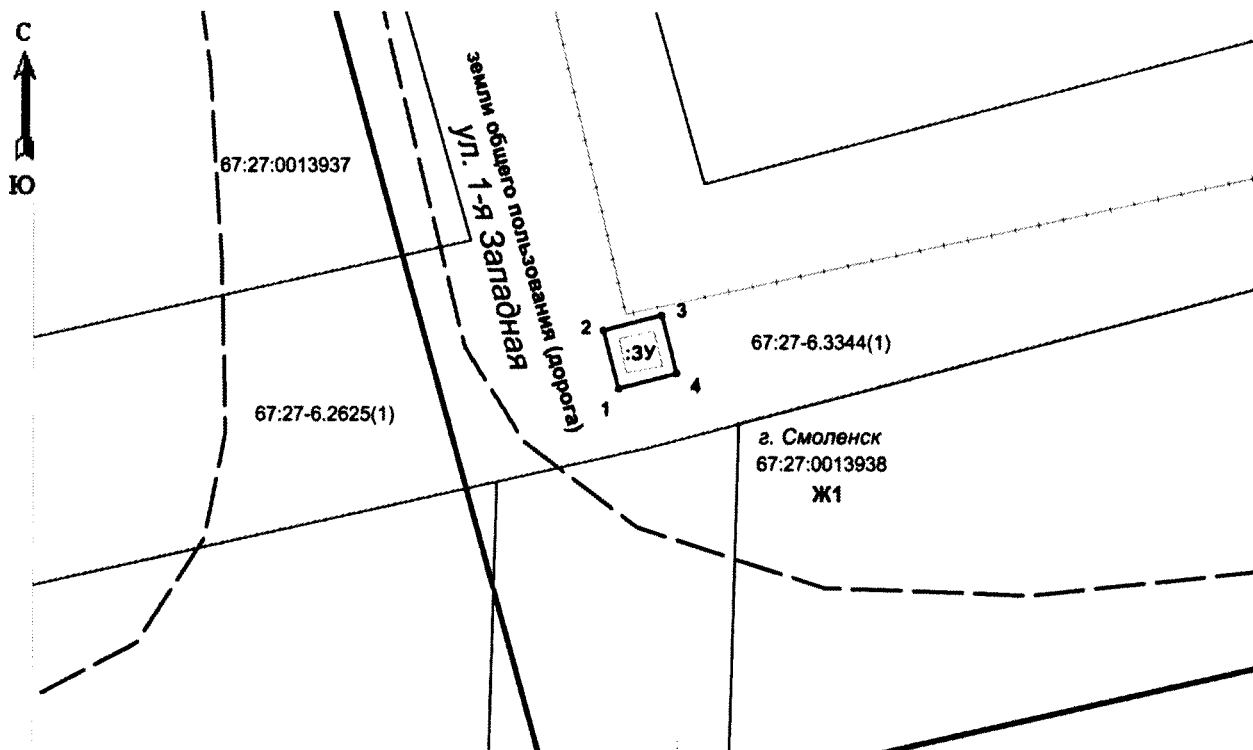 С
Ю
67:27:0013937
земли общего пользования (дорога)
ул. 1-я Западная
2
3
:ЗУ
1
4
67:27-6.3344(1)
67:27-6.2625(1)
г. Смоленск
67:27:0013938
Ж1